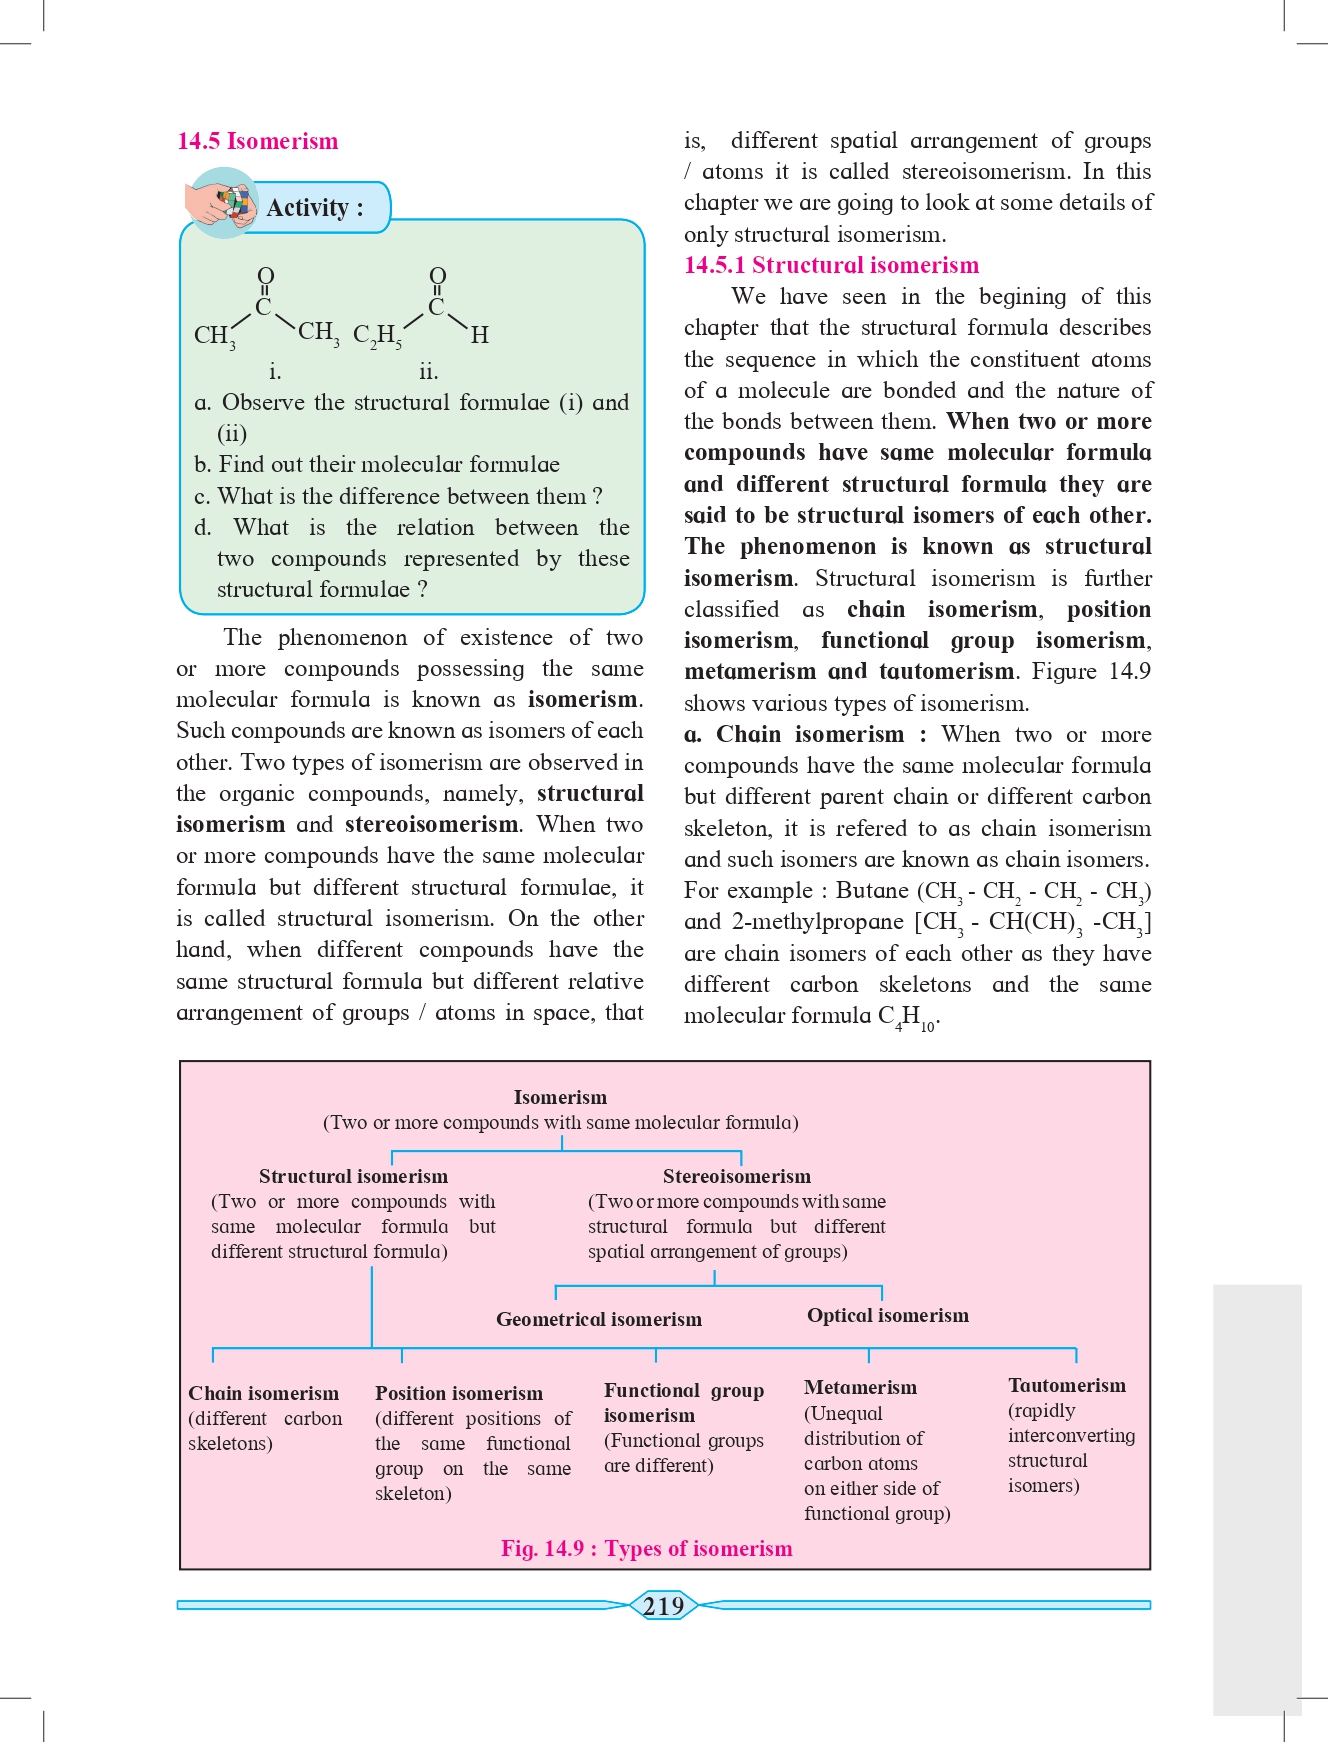 14.5 Isomerism
Activity :
O
C
CH3
CH3
i.
O
C
C2H5
H
ii.
a. Observe the structural formulae (i) and
(ii)
b. Find out their molecular formulae
c. What is the difference between them ?
d. What is the relation between the
two compounds represented by these
structural formulae ?
The phenomenon of existence of two
or more compounds possessing the same
molecular formula is known as isomerism.
Such compounds are known as isomers of each
other. Two types of isomerism are observed in
the organic compounds, namely, structural
isomerism and stereoisomerism. When two
or more compounds have the same molecular
formula but different structural formulae, it
is called structural isomerism. On the other
hand, when different compounds have the
same structural formula but different relative
arrangement of groups / atoms in space, that
is, different spatial arrangement of groups
/ atoms it is called stereoisomerism. In this
chapter we are going to look at some details of
only structural isomerism.
14.5.1 Structural isomerism
We have seen in the begining of this
chapter that the structural formula describes
the sequence in which the constituent atoms
of a molecule are bonded and the nature of
the bonds between them. When two or more
compounds have same molecular formula
and different structural formula they are
said to be structural isomers of each other.
The phenomenon is known as structural
isomerism. Structural isomerism is further
classified as chain isomerism, position
isomerism, functional group isomerism,
metamerism and tautomerism. Figure 14.9
shows various types of isomerism.
a. Chain isomerism : When two or more
compounds have the same molecular formula
but different parent chain or different carbon
skeleton, it is refered to as chain isomerism
and such isomers are known as chain isomers.
For example : Butane (CH3 - CH2 - CH2 - CH3)
and 2-methylpropane [CH3 - CH(CH)3 -CH3]
are chain isomers of each other as they have
different carbon skeletons and the same
molecular formula C4H10.
Isomerism
(Two or more compounds with same molecular formula)
Structural isomerism
(Two or more compounds with
same molecular formula but
different structural formula)
Stereoisomerism
(Two or more compounds with same
structural formula but different
spatial arrangement of groups)
Geometrical isomerism
Optical isomerism
Chain isomerism
(different carbon
skeletons)
Position isomerism
(different positions of
the same functional
group on the same
skeleton)
Functional group
isomerism
(Functional groups
are different)
Metamerism
(Unequal
distribution of
carbon atoms
on either side of
functional group)
Tautomerism
(rapidly
interconverting
structural
isomers)
Fig. 14.9 : Types of isomerism
219